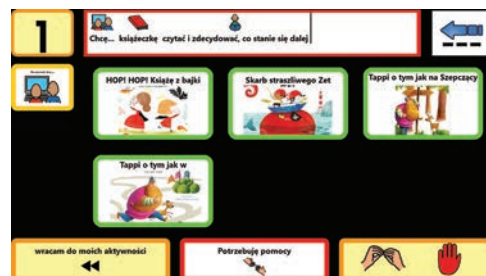 1
Chcę... książeczkę czytać i zdecydować, co stanie się dalej
HOP! HOP! Książę z bajki
Skarb straszliwego Zet
Tappi o tym jak na Szepczący
Tappi o tym jak w
wracam do moich aktywności
Potrzebuję pomocy